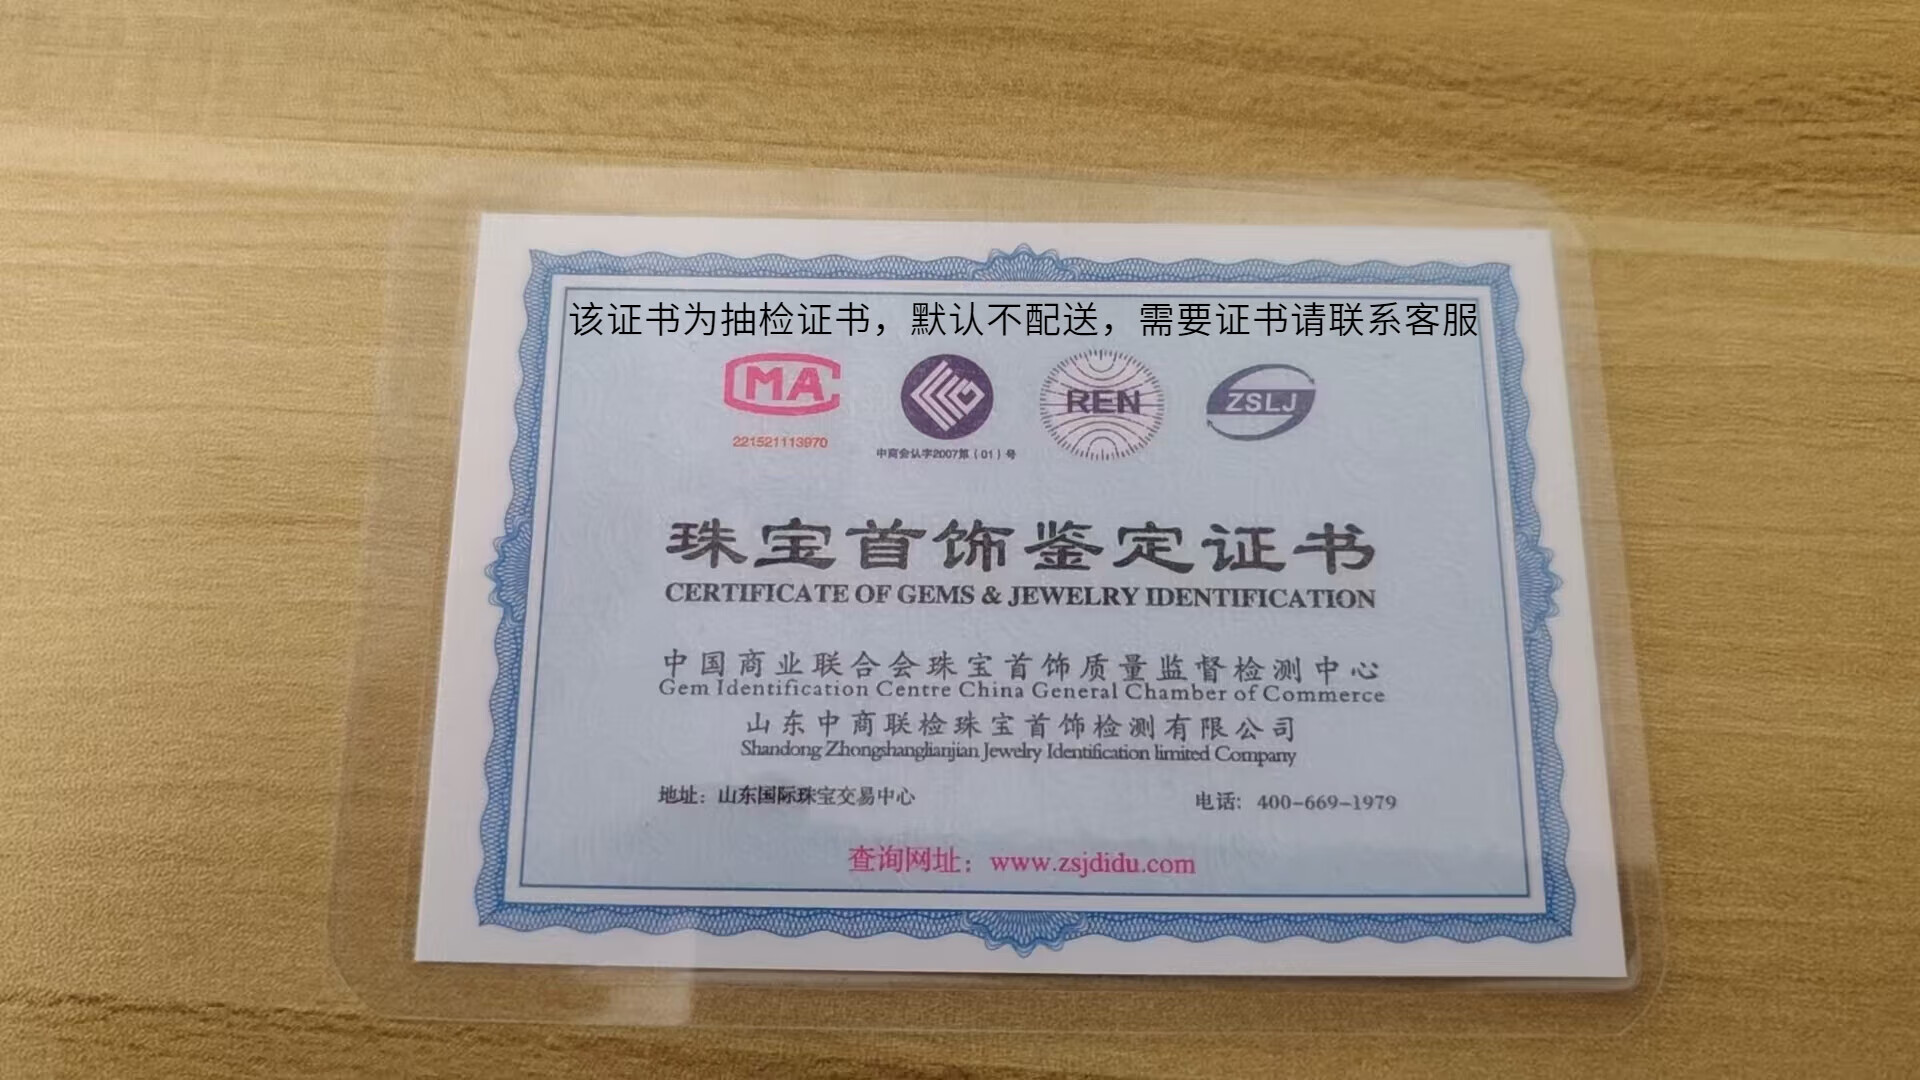 该证书为抽检证书，默认不配送，需要证书请联系客服
CMA
REN
ZSLJ
221521113970
中商会认字2007第（01）号
珠宝首饰鉴定证书
CERTIFICATE OF GEMS & JEWELRY IDENTIFICATION
中国商业联合会珠宝首饰质量监督检测中心
Gem Identification Centre China General Chamber of Commerce
山东中商联检珠宝首饰检测有限公司
Shandong Zhongshanglianjian Jewelry Identification limited Company
地址：山东国际珠宝交易中心
电话：400-669-1979
查询网址：www.zsjdidu.com